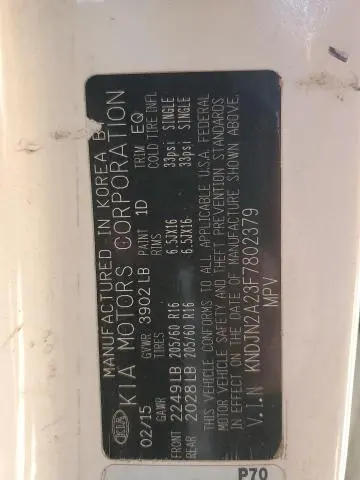 MANUFACTURED IN KOREA BY
KIA MOTORS CORPORATION
KIA
02/15 GVWR 3902 LB PAINT 1D TRIM EQ
TIRES RIMS COLD TIRE INFL
FRONT 2249 LB 205/60 R16 6.5JX16 33psi SINGLE
REAR 2028 LB 205/60 R16 6.5JX16 33psi SINGLE
THIS VEHICLE CONFORMS TO ALL APPLICABLE U.S.A. FEDERAL
MOTOR VEHICLE SAFETY AND THEFT PREVENTION STANDARDS
IN EFFECT ON THE DATE OF MANUFACTURE SHOWN ABOVE.
V.I.N KNDJN2A23F7802379
MPV
P70